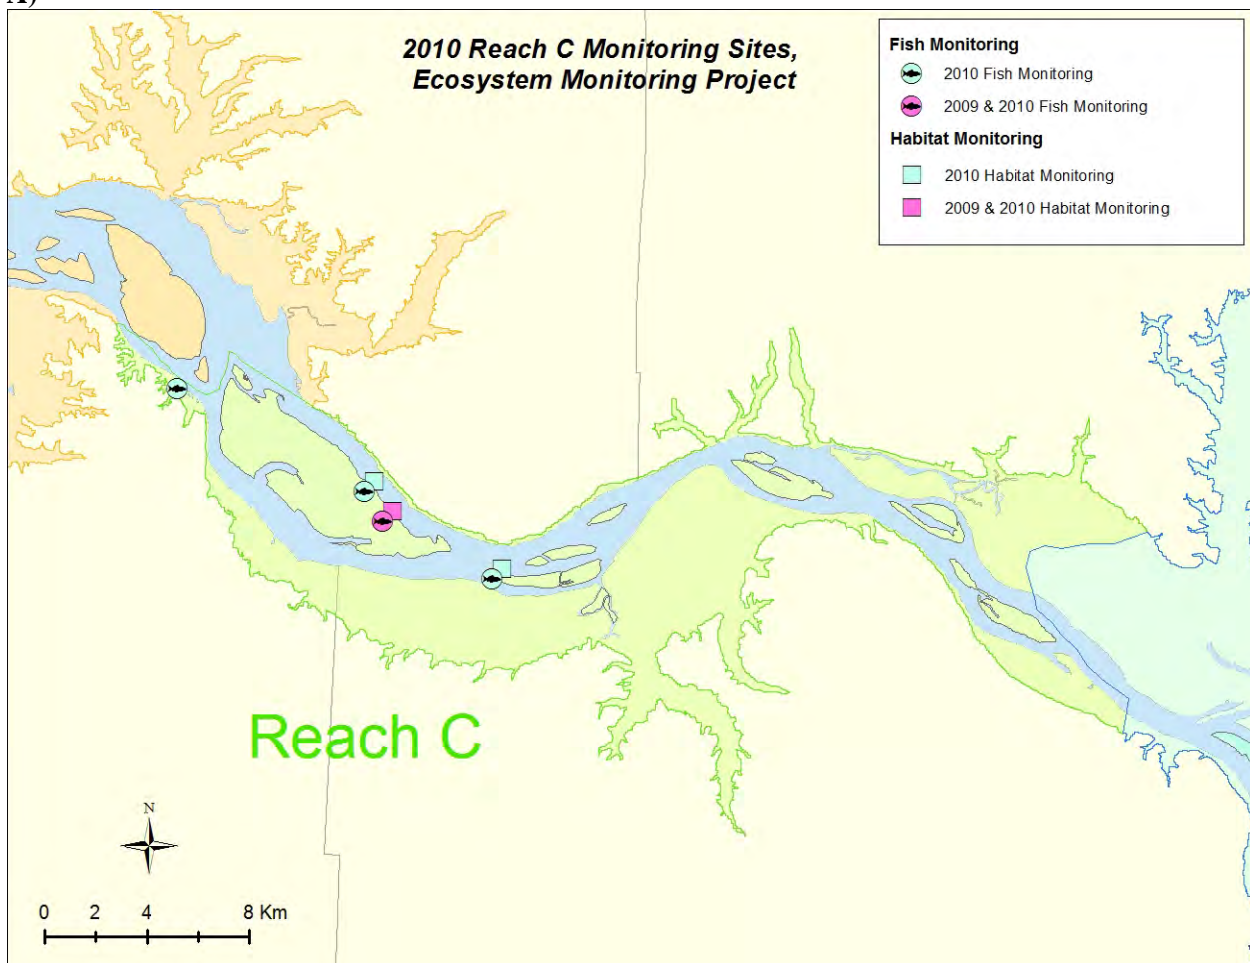 A)
2010 Reach C Monitoring Sites,
Ecosystem Monitoring Project
Fish Monitoring
2010 Fish Monitoring
2009 & 2010 Fish Monitoring
Habitat Monitoring
2010 Habitat Monitoring
2009 & 2010 Habitat Monitoring
Reach C
N
0 2 4 8 Km